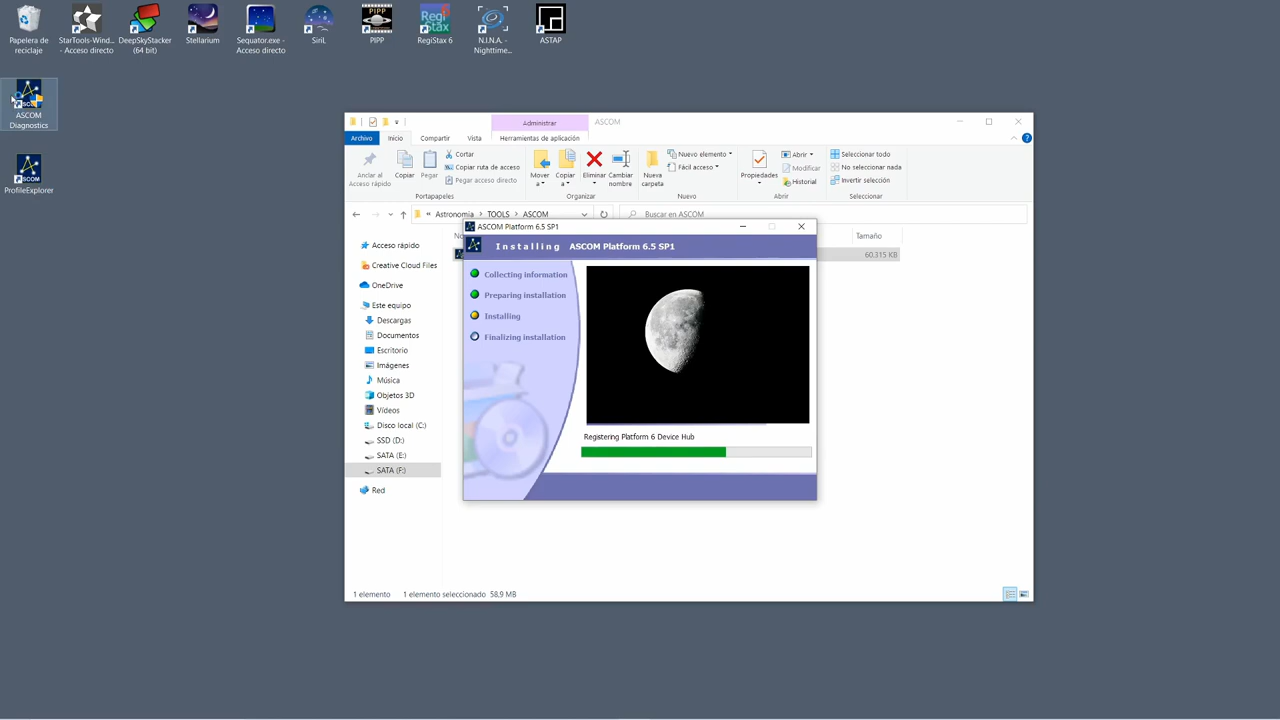 Papelera de
reciclaje
StarTools-Wind...
- Acceso directo
DeepSkyStacker
(64 bit)
Stellarium
Sequator.exe -
Acceso directo
SiriL
PIPP
RegiStax 6
N.I.N.A. -
Nighttime...
ASTAP
ASCOM
Diagnostics
ProfileExplorer
Administrar
ASCOM
Archivo
Inicio
Compartir
Vista
Herramientas de aplicación
Anclar al
Acceso rápido
Copiar
Pegar
Cortar
Copiar ruta de acceso
Pegar acceso directo
Portapapeles
Mover
a
Copiar
a
Eliminar
Cambiar
nombre
Organizar
Nueva
carpeta
Nuevo elemento
Fácil acceso
Nuevo
Propiedades
Abrir
Modificar
Historial
Abrir
Seleccionar todo
No seleccionar nada
Invertir selección
Seleccionar
« Astronomia > TOOLS > ASCOM
Buscar en ASCOM
Tamaño
60.315 KB
Acceso rápido
Creative Cloud Files
OneDrive
Este equipo
Descargas
Documentos
Escritorio
Imágenes
Música
Objetos 3D
Vídeos
Disco local (C:)
SSD (D:)
SATA (E:)
SATA (F:)
Red
ASCOM Platform 6.5 SP1
Installing ASCOM Platform 6.5 SP1
Collecting information
Preparing installation
Installing
Finalizing installation
Registering Platform 6 Device Hub
1 elemento
1 elemento seleccionado 58,9 MB